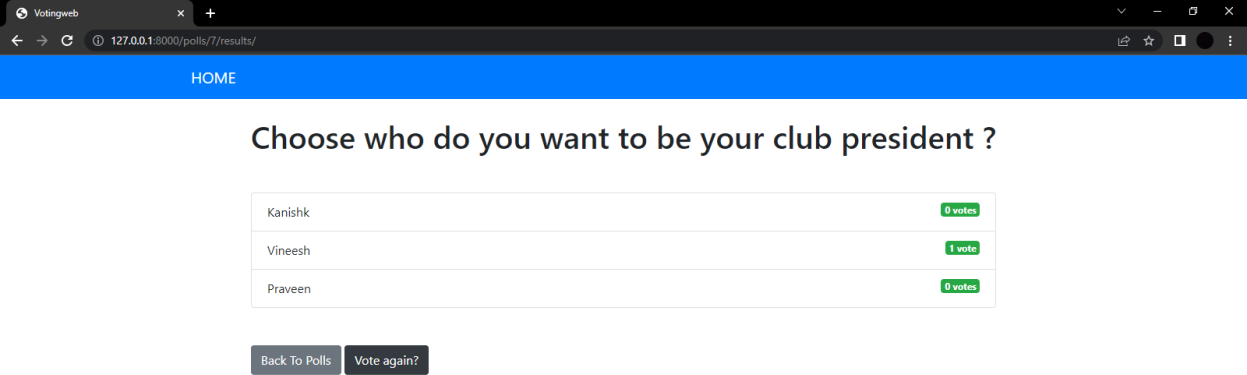 Votingweb
127.0.0.1:8000/polls/7/results/
HOME
Choose who do you want to be your club president ?
Kanishk 0 votes
Vineesh 1 vote
Praveen 0 votes
Back To Polls Vote again?